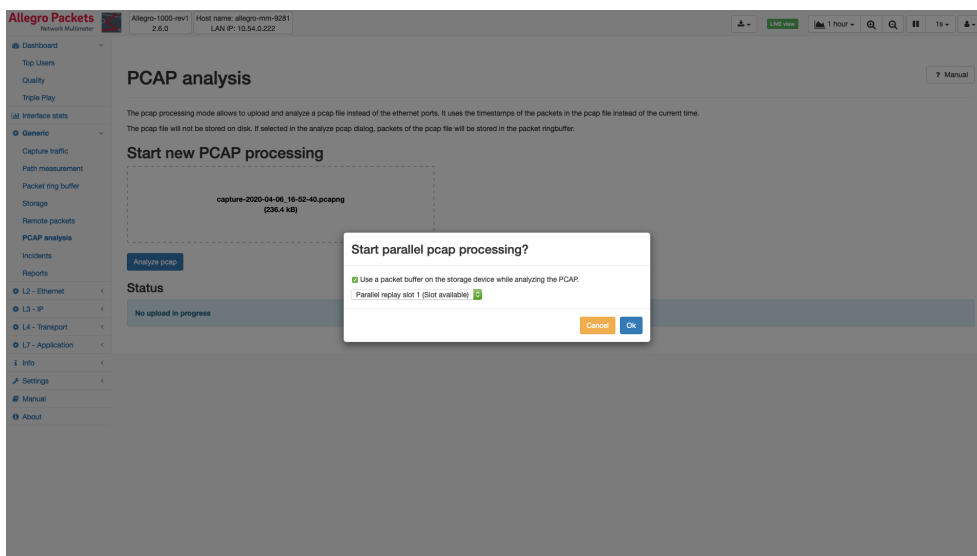 Allegro Packets
Network Multimeter
Allegro-1000-rev1
2.6.0
Host name: allegro-mm-9281
LAN IP: 10.54.0.222
LIVE view
1 hour
1s
Dashboard
Top Users
Quality
Triple Play
Interface stats
Generic
Capture traffic
Path measurement
Packet ring buffer
Storage
Remote packets
PCAP analysis
Incidents
Reports
L2 - Ethernet
L3 - IP
L4 - Transport
L7 - Application
Info
Settings
Manual
About
PCAP analysis
? Manual
The pcap processing mode allows to upload and analyze a pcap file instead of the ethernet ports. It uses the timestamps of the packets in the pcap file instead of the current time.
The pcap file will not be stored on disk. If selected in the analyze pcap dialog, packets of the pcap file will be stored in the packet ringbuffer.
Start new PCAP processing
capture-2020-04-06_16-52-40.pcapng
(236.4 kB)
Analyze pcap
Status
No upload in progress
Start parallel pcap processing?
Use a packet buffer on the storage device while analyzing the PCAP.
Parallel replay slot 1 (Slot available)
Cancel
Ok